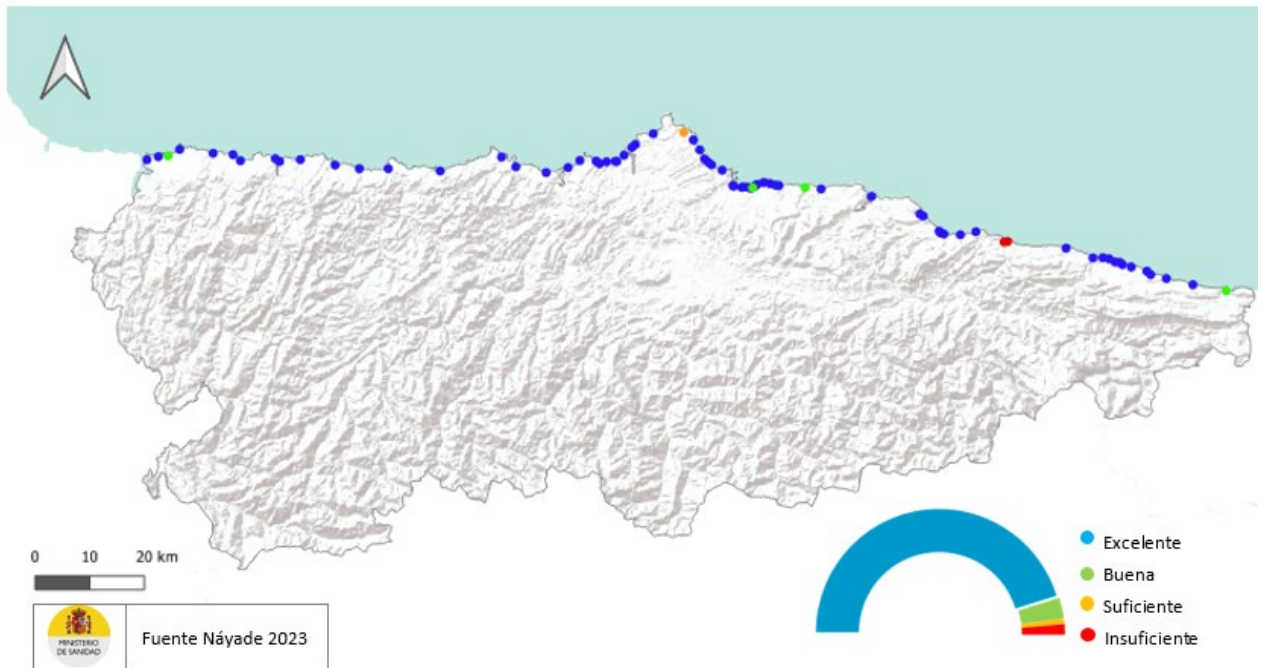 0 10 20 km
MINISTERIO
DE SANIDAD
Fuente Náyade 2023
Excelente
Buena
Suficiente
Insuficiente